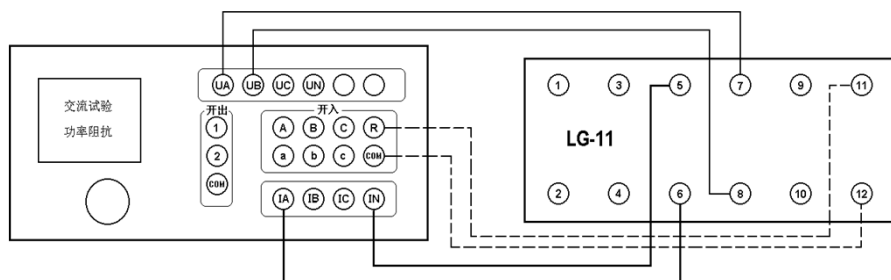 UA UB UC UN
交流试验
功率阻抗
开出
1
2
COM
开入
A B C R
a b c COM
IA IB IC IN
1 3 5 7 9 11
LG-11
2 4 6 8 10 12